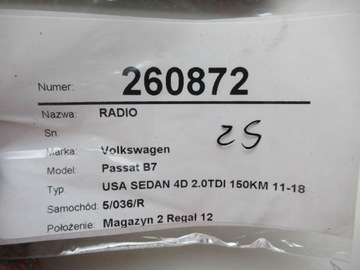 Numer: 260872
Nazwa: RADIO
Sn:
Marka: Volkswagen
Model: Passat B7
Typ USA SEDAN 4D 2.0TDI 150KM 11-18
Samochód: 5/036/R
Położenie: Magazyn 2 Regał 12